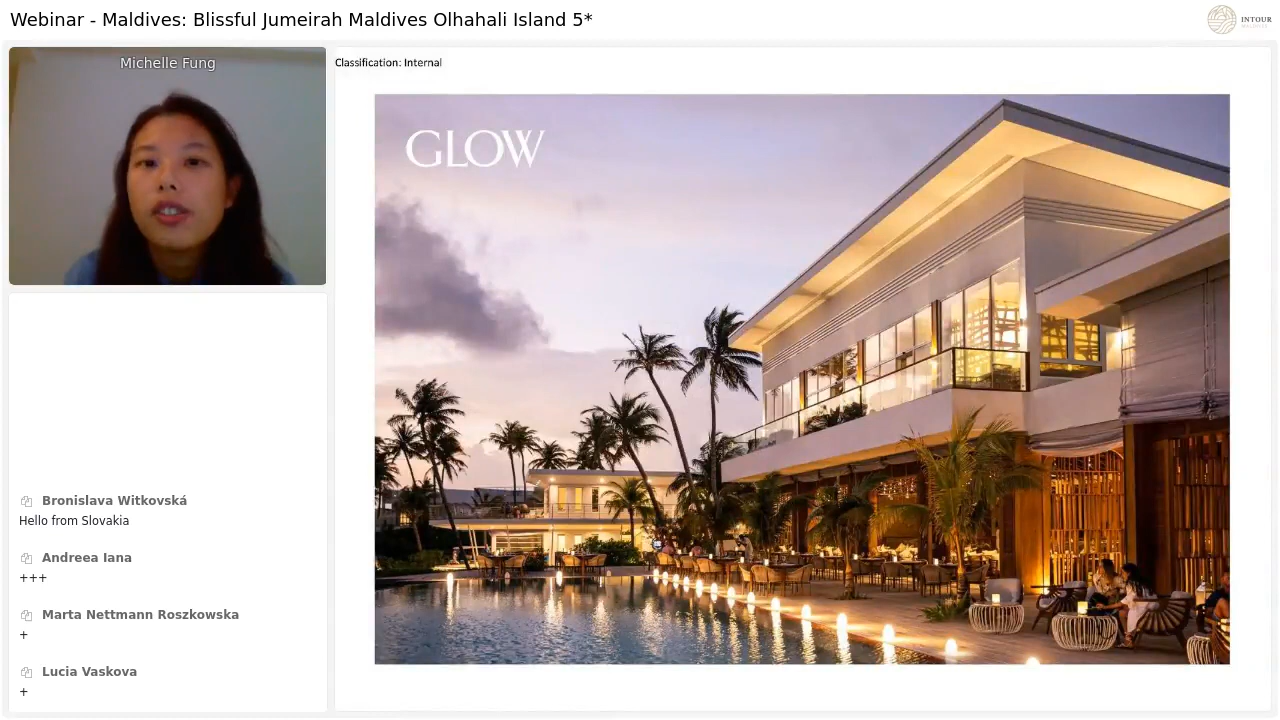 Webinar - Maldives: Blissful Jumeirah Maldives Olhahali Island 5*
INTOUR
MALDIVES
Michelle Fung
Classification: Internal
GLOW
Bronislava Witkovská
Hello from Slovakia
Andreea Iana
+++
Marta Nettmann Roszkowska
+
Lucia Vaskova
+